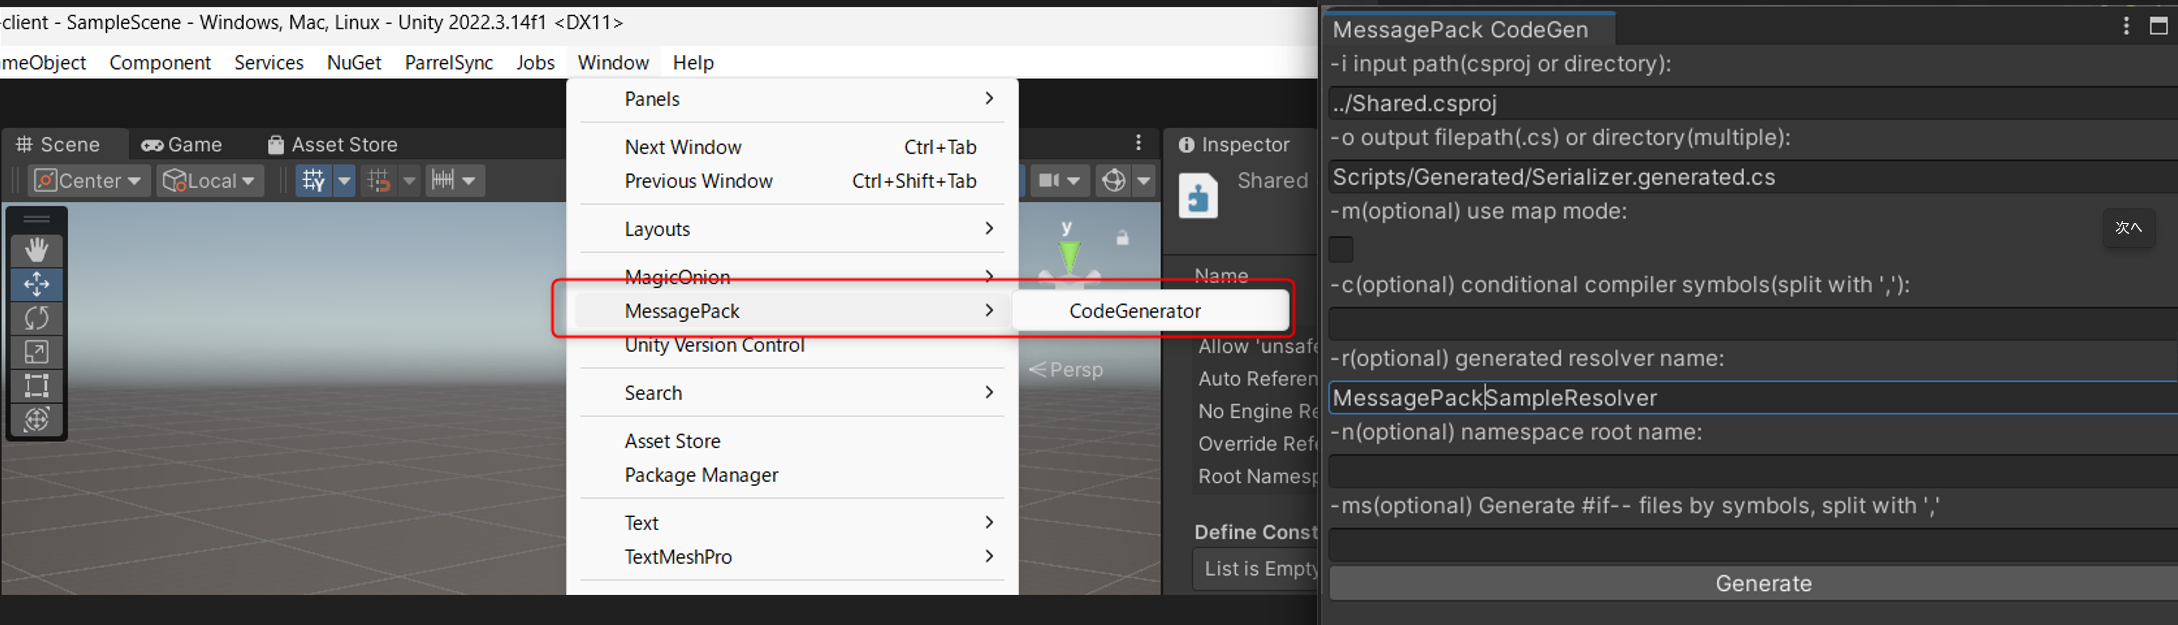 -client - SampleScene - Windows, Mac, Linux - Unity 2022.3.14f1 <DX11>
meObject Component Services NuGet ParrelSync Jobs Window Help
Scene Game Asset Store
Center Local
Panels
Next Window Ctrl+Tab
Previous Window Ctrl+Shift+Tab
Layouts
MagicOnion
MessagePack
CodeGenerator
Unity Version Control
Search
Asset Store
Package Manager
Text
TextMeshPro
y
Persp
Inspector
Shared
Name
Allow 'unsafe
Auto Referen
No Engine Re
Override Refe
Root Namesp
Define Const
List is Empty
MessagePack CodeGen
-i input path(csproj or directory):
../Shared.csproj
-o output filepath(.cs) or directory(multiple):
Scripts/Generated/Serializer.generated.cs
-m(optional) use map mode:
次へ
-c(optional) conditional compiler symbols(split with ','):
-r(optional) generated resolver name:
MessagePackSampleResolver
-n(optional) namespace root name:
-ms(optional) Generate #if-- files by symbols, split with ','
Generate